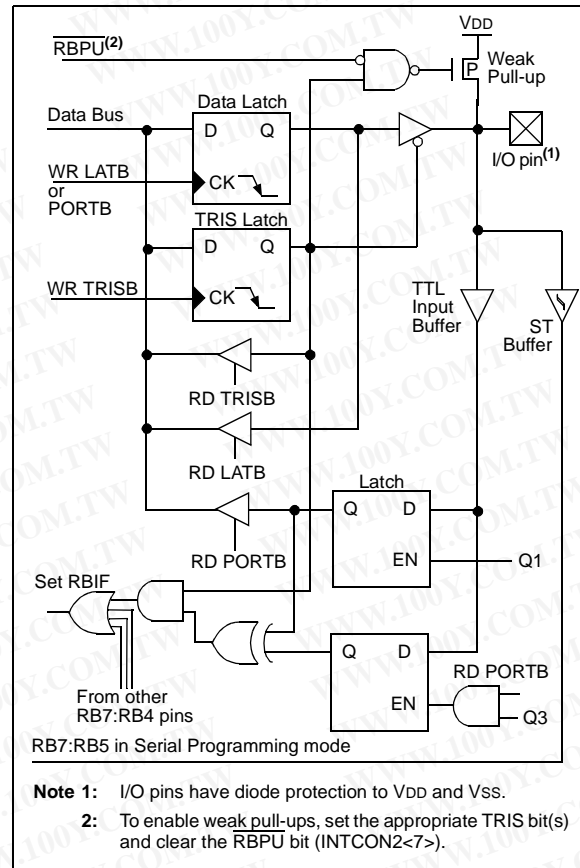 RBPU(2)
VDD
Weak
Pull-up
P
Data Bus
Data Latch
D Q
I/O pin(1)
WR LATB
or
PORTB
CK
TRIS Latch
D Q
WR TRISB
CK
TTL
Input
Buffer
ST
Buffer
RD TRISB
RD LATB
Latch
Q D
RD PORTB
EN
Q1
Set RBIF
Q D
RD PORTB
EN
Q3
From other
RB7:RB4 pins
RB7:RB5 in Serial Programming mode
Note 1: I/O pins have diode protection to VDD and VSS.
2: To enable weak pull-ups, set the appropriate TRIS bit(s)
and clear the RBPU bit (INTCON2<7>).
WWW.100Y.COM.TW